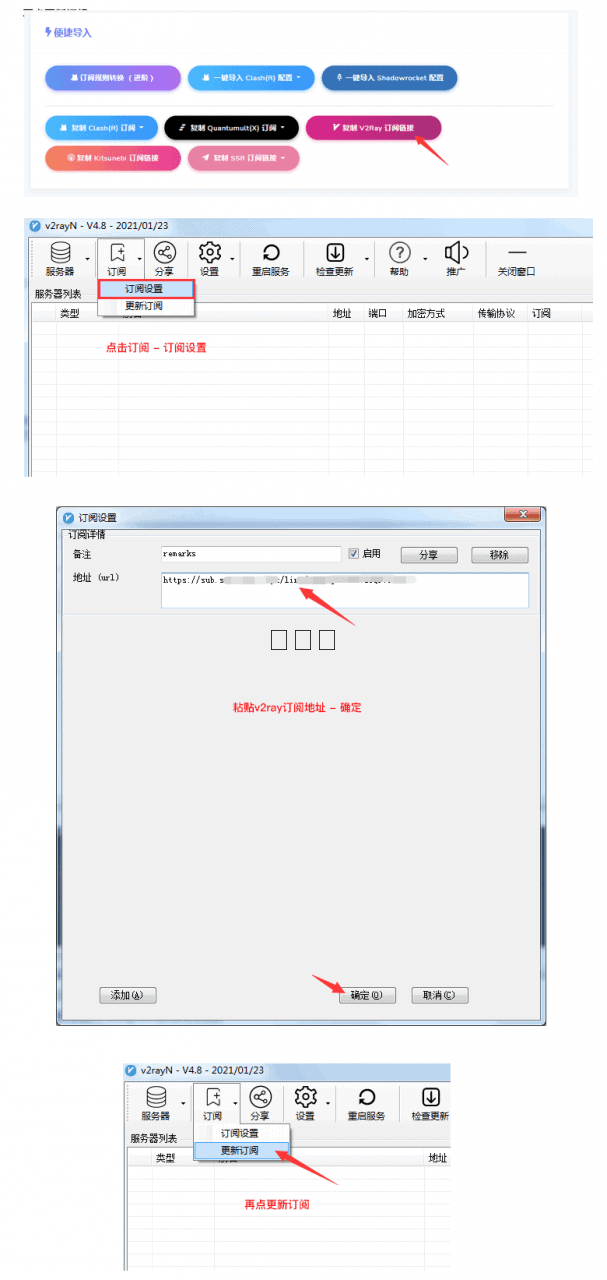 便捷导入
订阅规则转换（进阶）
一键导入 Clash(R) 配置
一键导入 Shadowrocket 配置
复制 Clash(R) 订阅
复制 Quantumult(X) 订阅
复制 V2Ray 订阅链接
复制 Kitsunebi 订阅链接
复制 SSR 订阅链接
v2rayN - V4.8 - 2021/01/23
服务器
订阅
分享
设置
重启服务
检查更新
帮助
推广
关闭窗口
订阅设置
服务器列表
更新订阅
类型 地址 端口 加密方式 传输协议 订阅
点击订阅 - 订阅设置
订阅设置
订阅详情
备注 remarks 启用 分享 移除
地址 (url) https://sub.s
粘贴v2ray订阅地址 - 确定
添加(A) 确定(O) 取消(C)
v2rayN - V4.8 - 2021/01/23
服务器 订阅 分享 设置 重启服务 检查更新
订阅设置
服务器列表
更新订阅
类型 地址
再点更新订阅